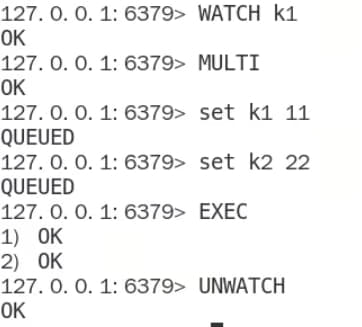 127.0.0.1:6379> WATCH k1
OK
127.0.0.1:6379> MULTI
OK
127.0.0.1:6379> set k1 11
QUEUED
127.0.0.1:6379> set k2 22
QUEUED
127.0.0.1:6379> EXEC
1) OK
2) OK
127.0.0.1:6379> UNWATCH
OK